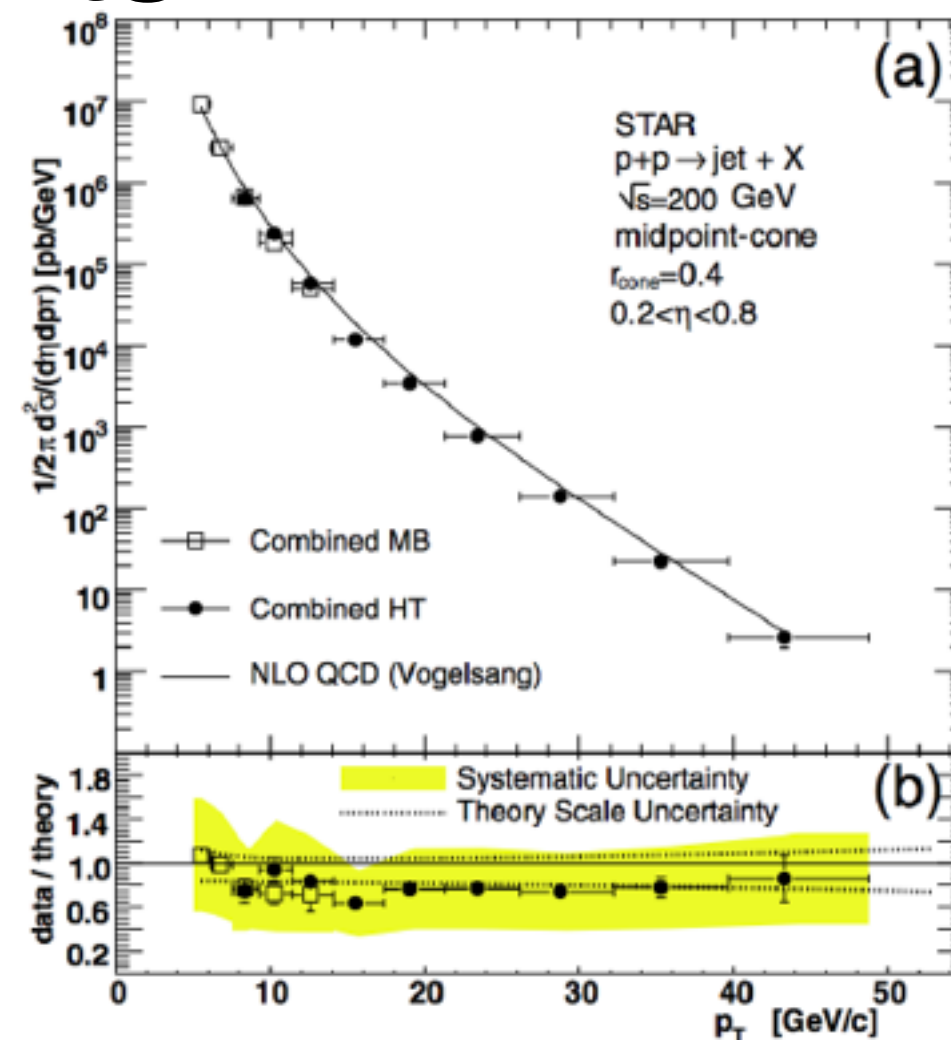 10⁸
(a)
10⁷
STAR
p+p→jet + X
10⁶
√s=200 GeV
midpoint-cone
10⁵
r_cone=0.4
0.2<η<0.8
10⁴
1/2π d²σ/(dηdpT) [pb/GeV]
10³
10²
Combined MB
10
Combined HT
NLO QCD (Vogelsang)
1
(b)
1.8
Systematic Uncertainty
Theory Scale Uncertainty
1.4
1.0
data / theory
0.6
0.2
0 10 20 30 40 50
p_T [GeV/c]